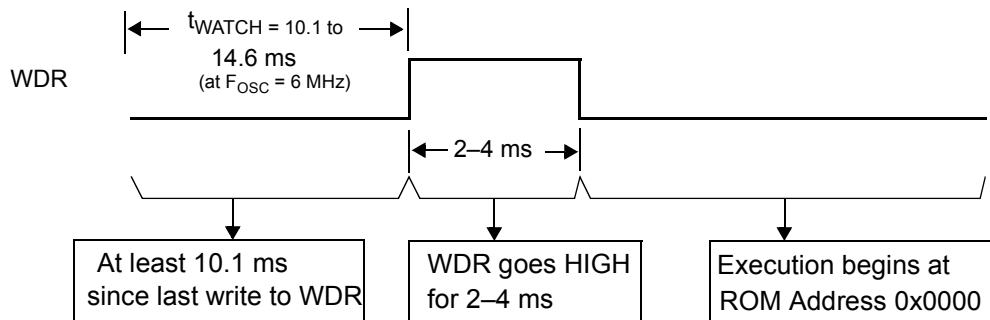 tWATCH = 10.1 to
14.6 ms
(at FOSC = 6 MHz)
WDR
2–4 ms
At least 10.1 ms
since last write to WDR
WDR goes HIGH
for 2–4 ms
Execution begins at
ROM Address 0x0000